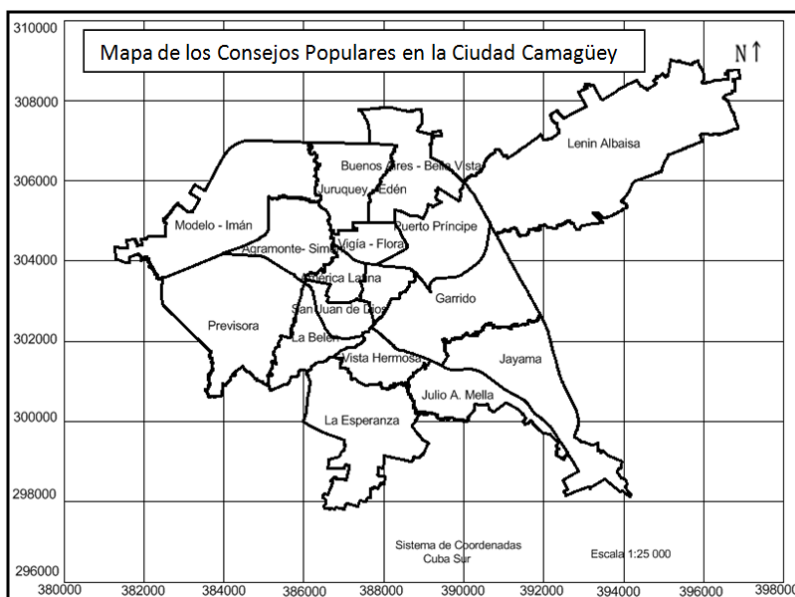 310000
Mapa de los Consejos Populares en la Ciudad Camagüey
N↑
308000
Lenin Albaisa
Buenos Aires - Bella Vista
306000
Juruquey - Edén
Modelo - Imán
Puerto Príncipe
Agramonte- Simoni
Vigía - Flora
304000
América Latina
Garrido
San Juan de Dios
Previsora
302000
La Belén
Vista Hermosa
Jayama
Julio A. Mella
300000
La Esperanza
298000
Sistema de Coordenadas
Cuba Sur
Escala 1:25 000
296000
380000 382000 384000 386000 388000 390000 392000 394000 396000 398000